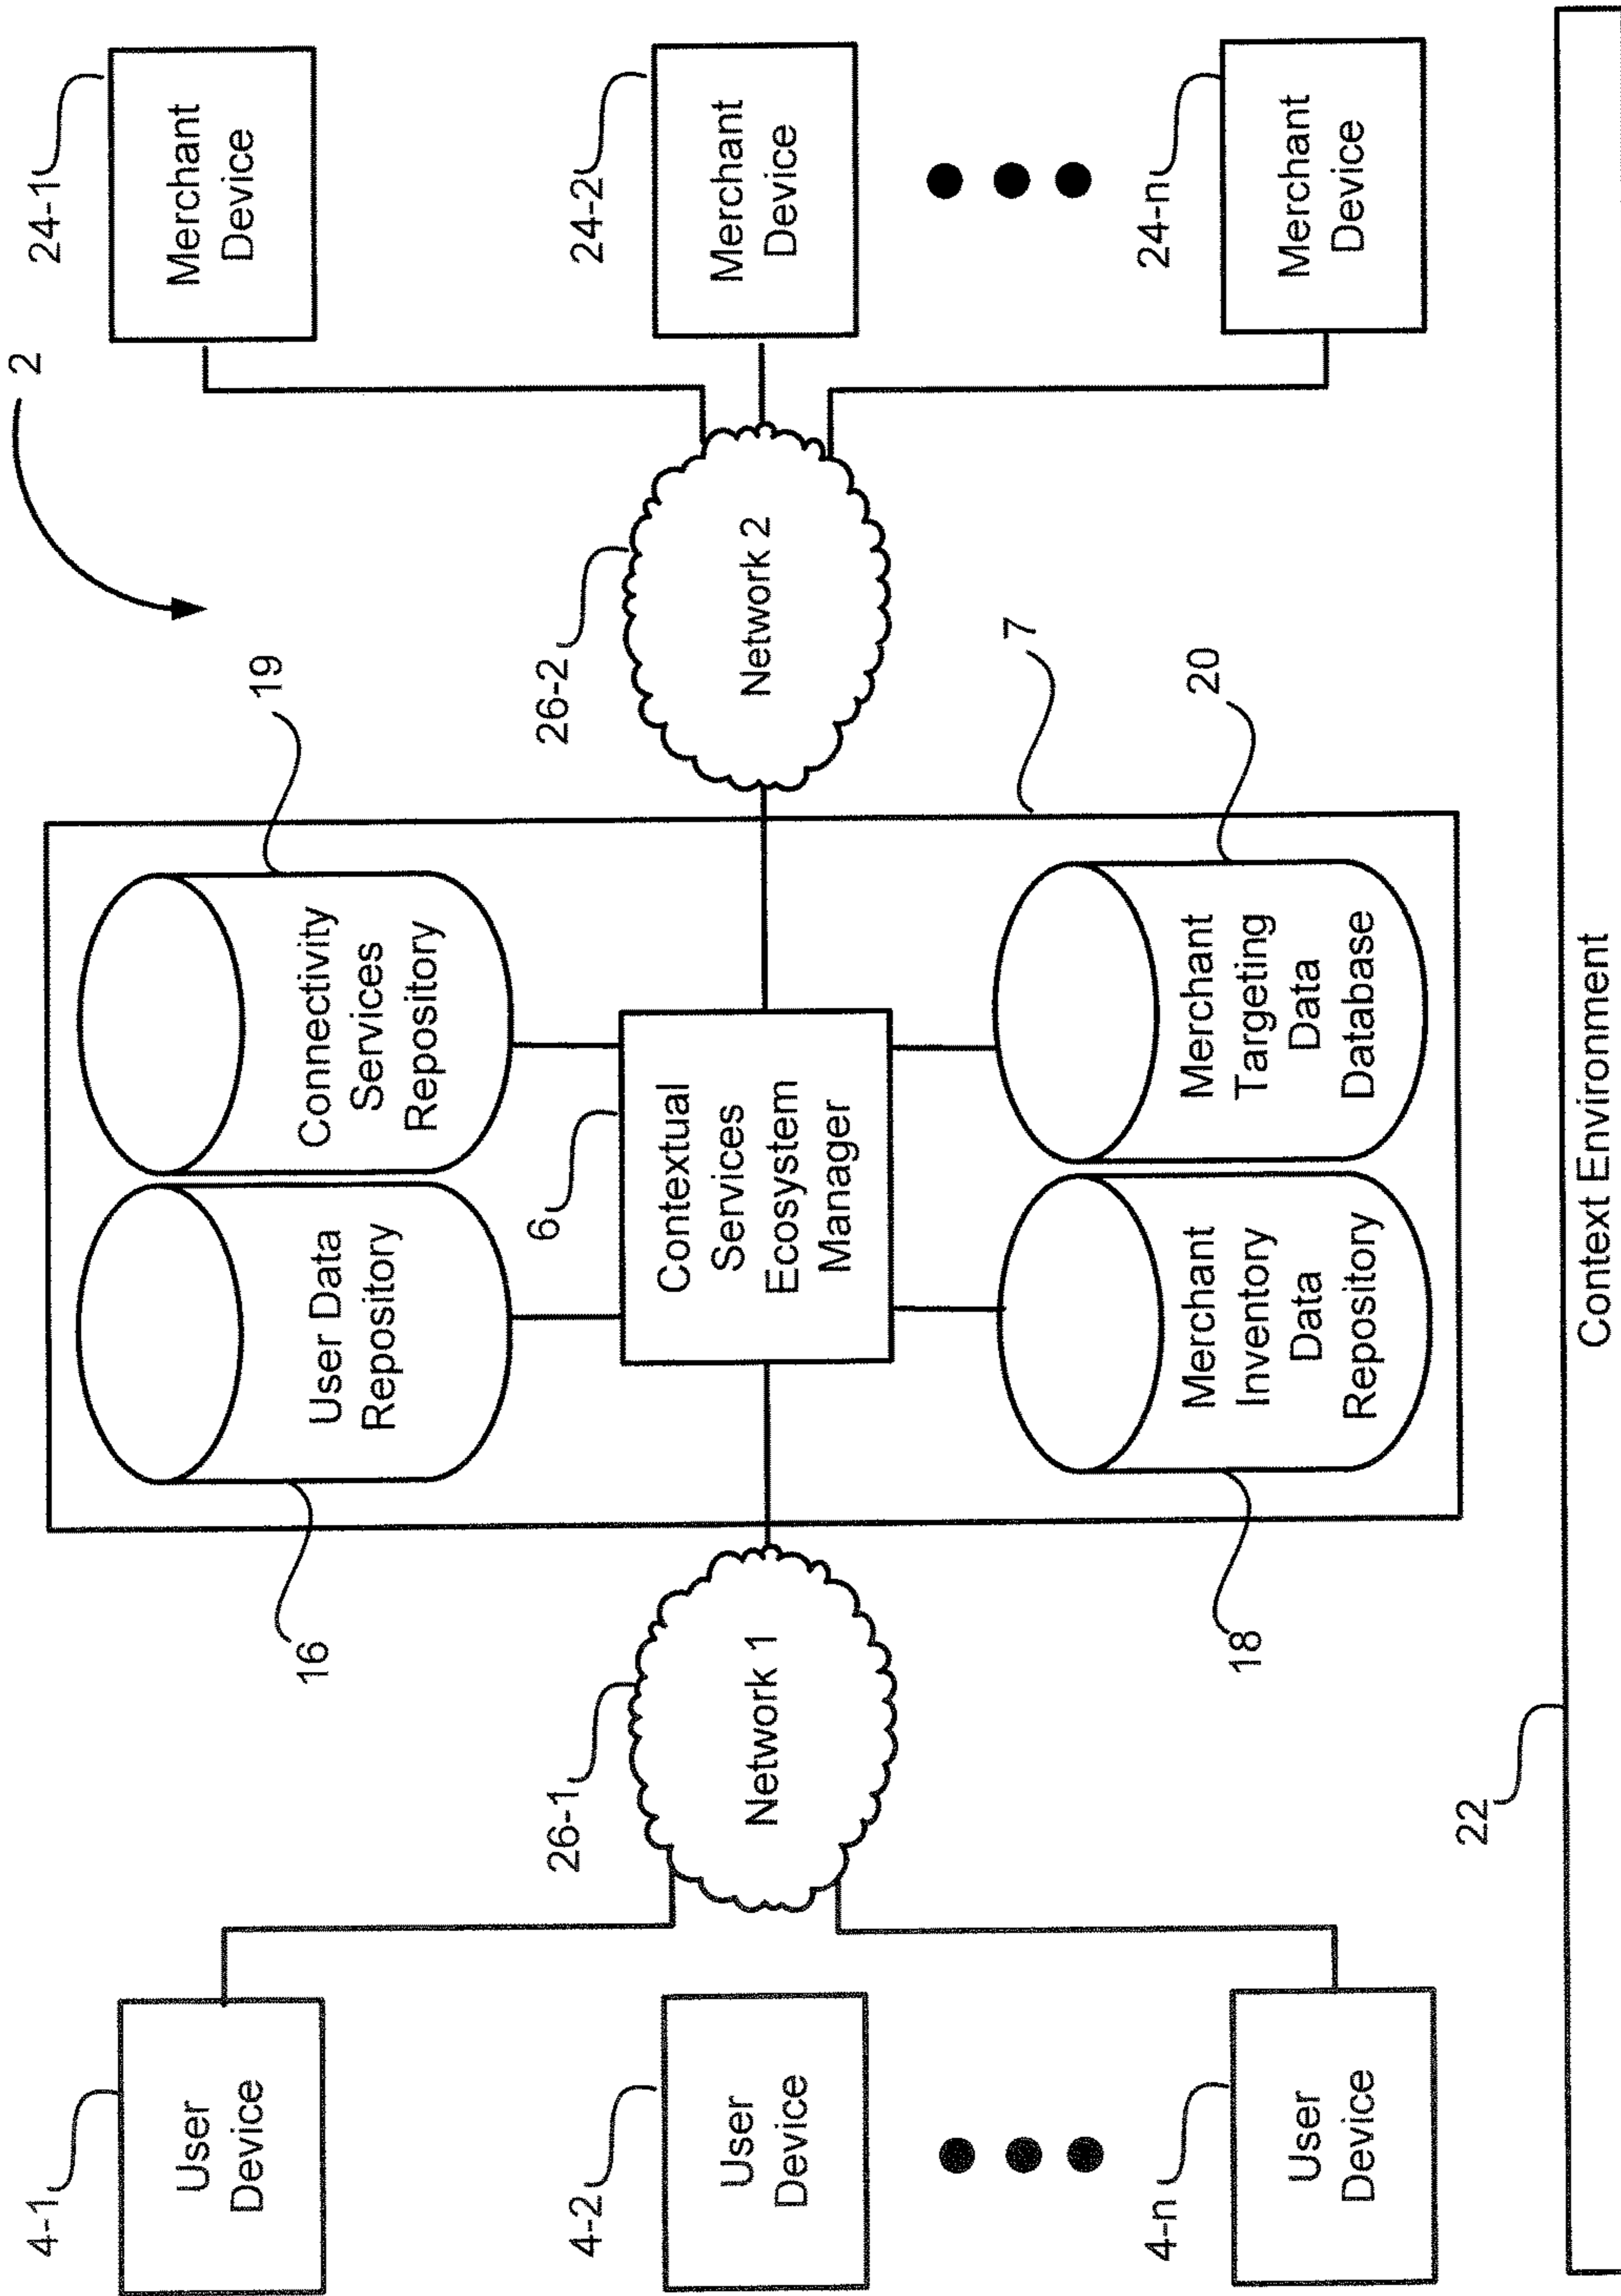 2
4-1
User
Device
4-2
User
Device
4-n
User
Device
26-1
Network 1
16
User Data
Repository
19
Connectivity
Services
Repository
6
Contextual
Services
Ecosystem
Manager
18
Merchant
Inventory
Data
Repository
20
Merchant
Targeting
Data
Database
7
26-2
Network 2
24-1
Merchant
Device
24-2
Merchant
Device
24-n
Merchant
Device
22
Context Environment